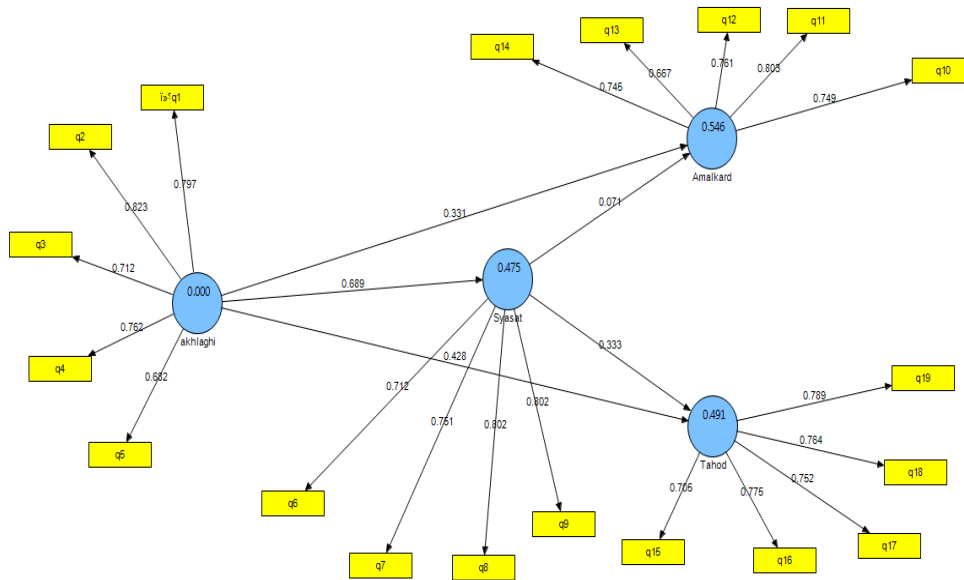 q12
q11
q13
q14
0.761
0.803
0.667
q10
0.745
0.749
q1
0.546
q2
Amalkard
0.797
0.823
0.331
0.071
q3
0.712
0.475
0.689
0.000
Syasat
akhlaghi
0.762
0.333
0.428
q4
q19
0.712
0.789
0.751
0.802
0.802
0.491
q5
Tahod
0.764
q18
0.705
0.775
0.752
q6
q9
q15
q17
q7
q8
q16